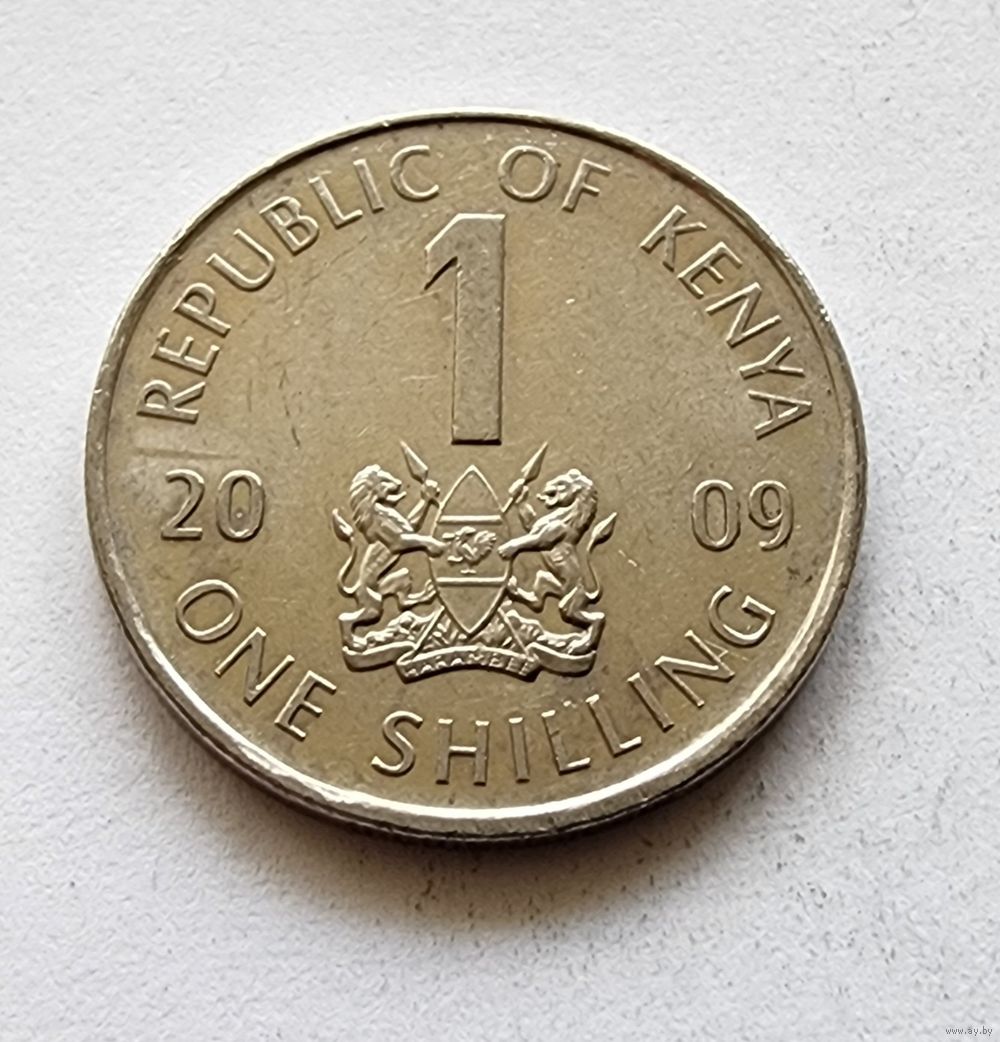 REPUBLIC OF KENYA
1
20 09
HARAMBEE
ONE SHILLING
www.ay.by